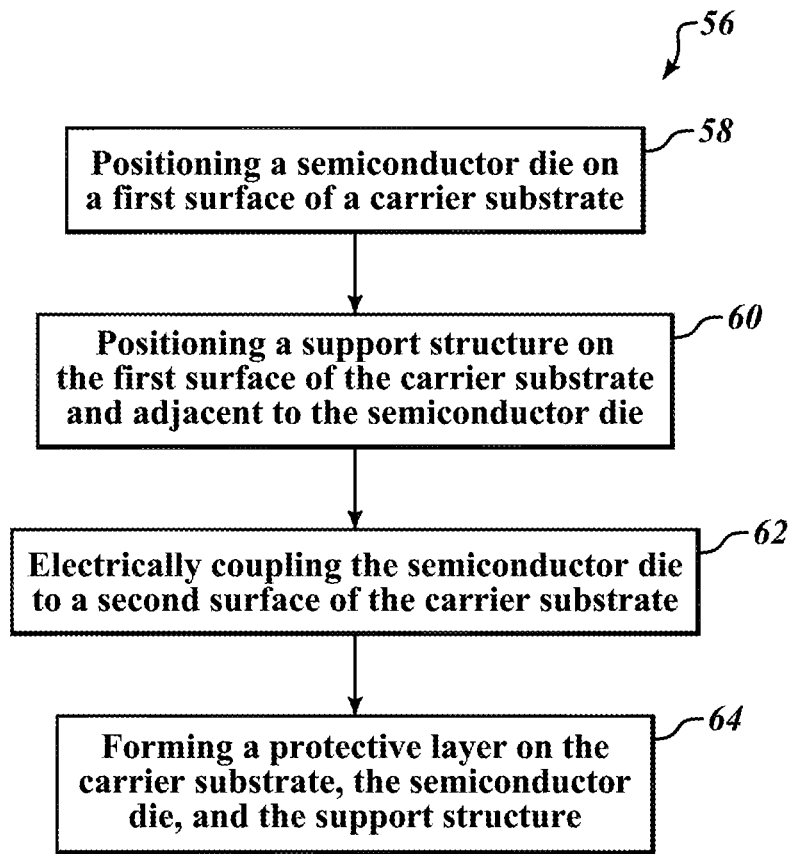 56
58
Positioning a semiconductor die on
a first surface of a carrier substrate
60
Positioning a support structure on
the first surface of the carrier substrate
and adjacent to the semiconductor die
62
Electrically coupling the semiconductor die
to a second surface of the carrier substrate
64
Forming a protective layer on the
carrier substrate, the semiconductor
die, and the support structure